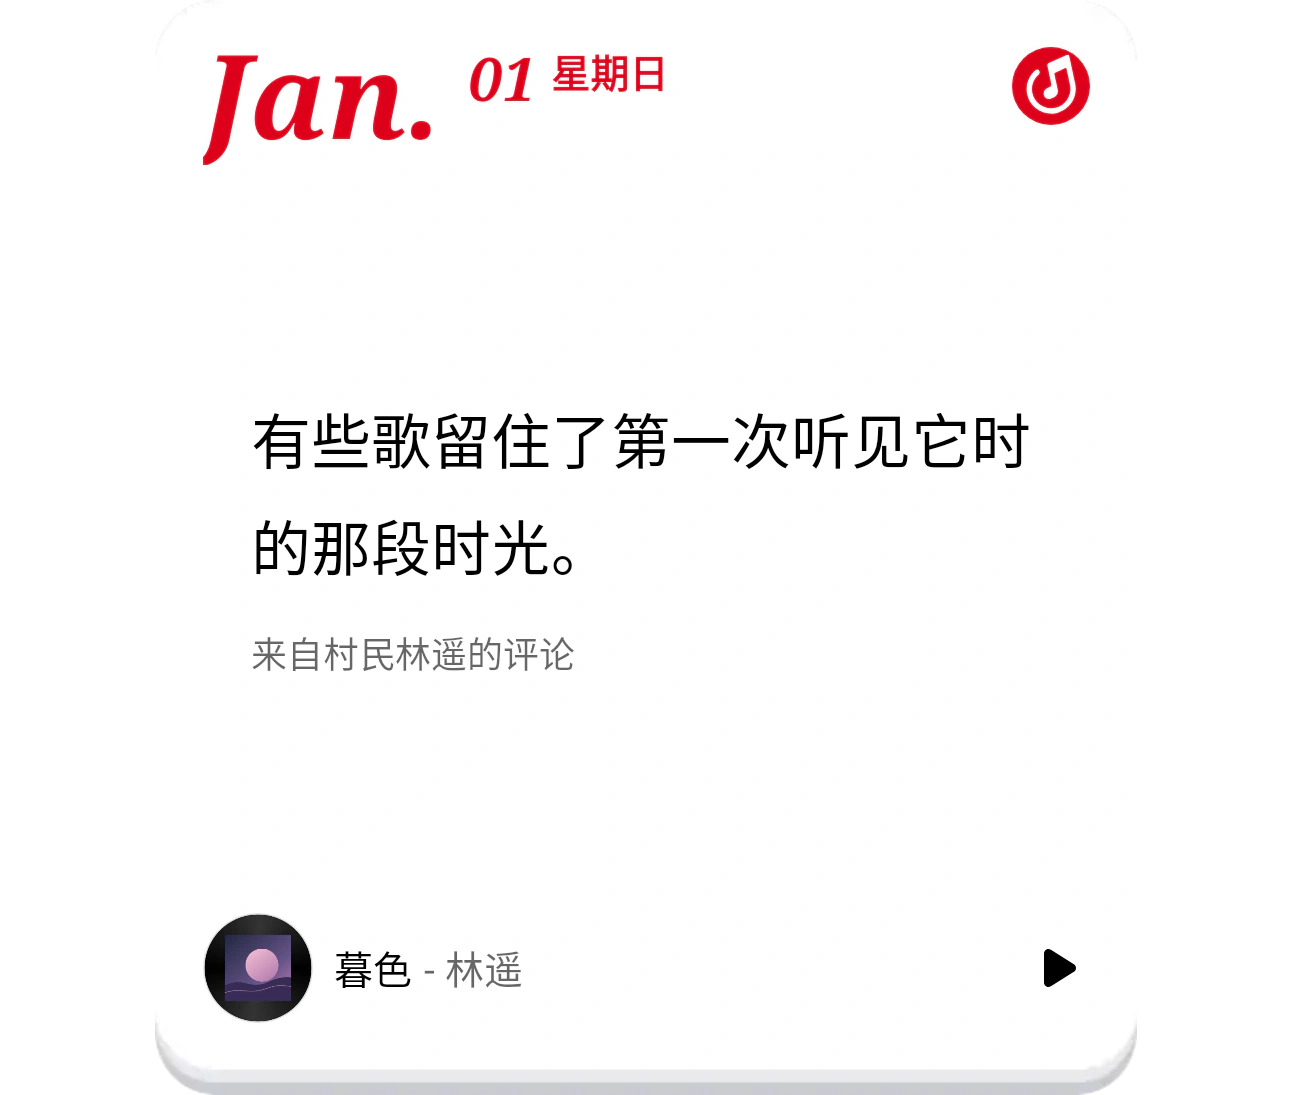 Jan. 01 星期日
有些歌留住了第一次听见它时
的那段时光。
来自村民林遥的评论
暮色 - 林遥